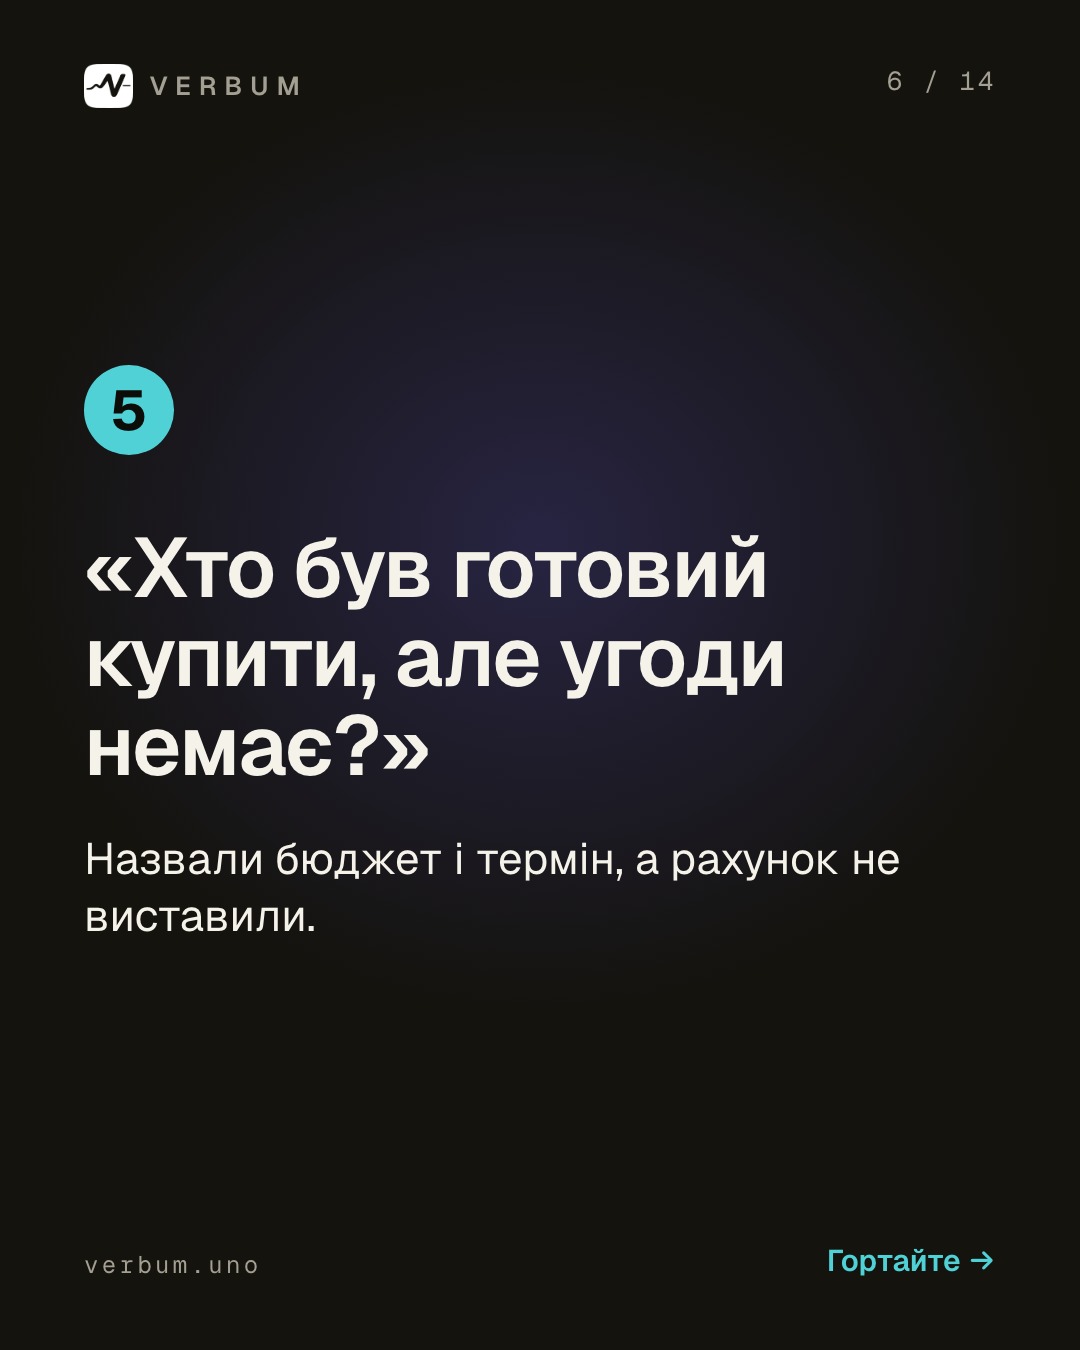 VERBUM
6 / 14
5
«Хто був готовий
купити, але угоди
немає?»
Назвали бюджет і термін, а рахунок не
виставили.
verbum.uno
Гортайте →